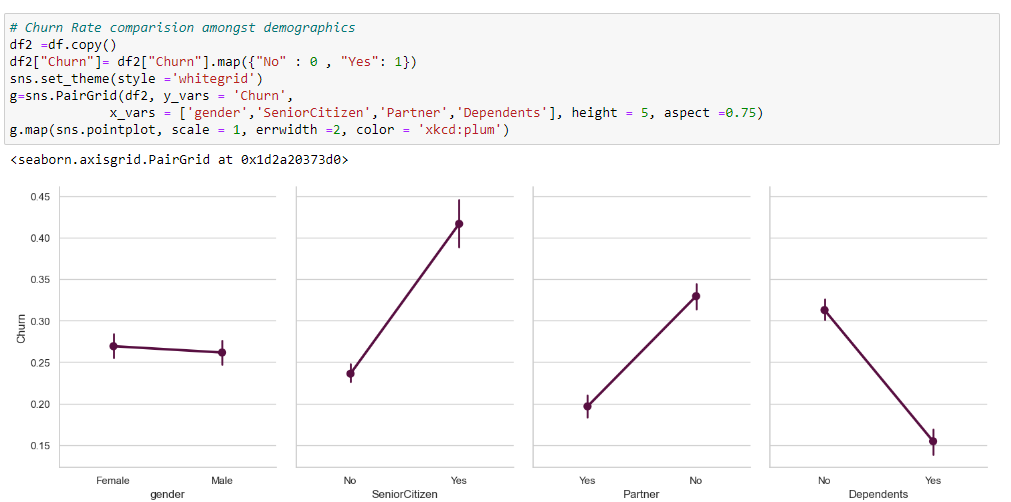 # Churn Rate comparision amongst demographics
df2 =df.copy()
df2["Churn"]= df2["Churn"].map({"No" : 0 , "Yes": 1})
sns.set_theme(style ='whitegrid')
g=sns.PairGrid(df2, y_vars = 'Churn',
x_vars = ['gender','SeniorCitizen','Partner','Dependents'], height = 5, aspect =0.75)
g.map(sns.pointplot, scale = 1, errwidth =2, color = 'xkcd:plum')
<seaborn.axisgrid.PairGrid at 0x1d2a20373d0>
0.45
0.40
0.35
0.30
0.25
0.20
0.15
Churn
Female Male
gender
No Yes
SeniorCitizen
Yes No
Partner
No Yes
Dependents